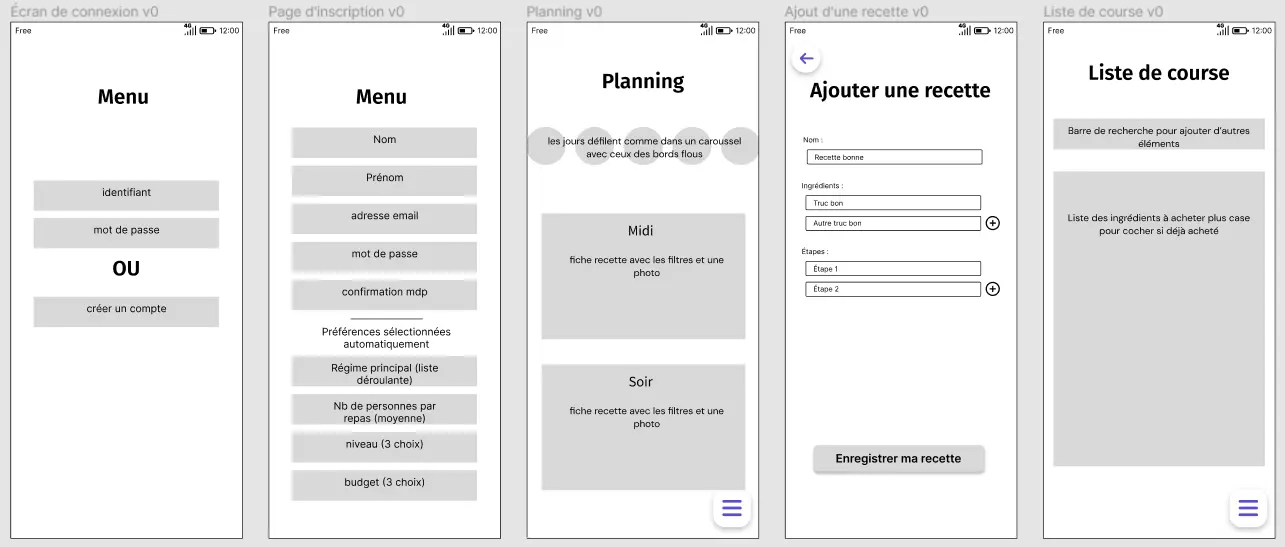 Écran de connexion v0
Free
4G
12:00
Menu
identifiant
mot de passe
OU
créer un compte
Page d'inscription v0
Free
4G
12:00
Menu
Nom
Prénom
adresse email
mot de passe
confirmation mdp
Préférences sélectionnées
automatiquement
Régime principal (liste
déroulante)
Nb de personnes par
repas (moyenne)
niveau (3 choix)
budget (3 choix)
Planning v0
Free
4G
12:00
Planning
les jours défilent comme dans un caroussel
avec ceux des bords flous
Midi
fiche recette avec les filtres et une
photo
Soir
fiche recette avec les filtres et une
photo
Ajout d'une recette v0
Free
4G
12:00
Ajouter une recette
Nom :
Recette bonne
Ingrédients :
Truc bon
Autre truc bon
Étapes :
Étape 1
Étape 2
Enregistrer ma recette
Liste de course v0
Free
4G
12:00
Liste de course
Barre de recherche pour ajouter d'autres
éléments
Liste des ingrédients à acheter plus case
pour cocher si déjà acheté